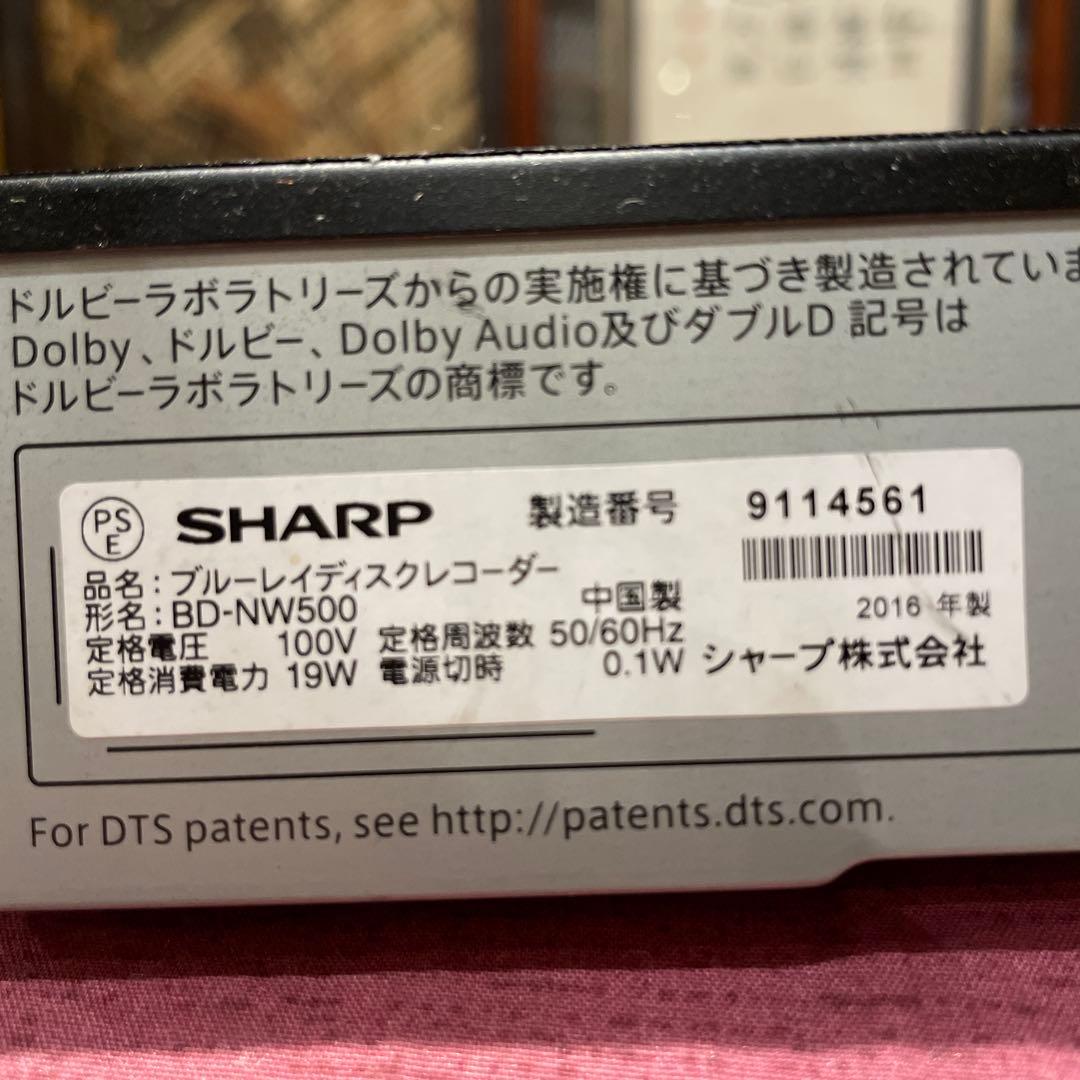 ドルビーラボラトリーズからの実施権に基づき製造されていま
Dolby、ドルビー、Dolby Audio及びダブルD 記号は
ドルビーラボラトリーズの商標です。
PSE SHARP 製造番号 9114561
品名：ブルーレイディスクレコーダー
形名：BD-NW500 中国製 2016 年製
定格電圧 100V 定格周波数 50/60Hz
定格消費電力 19W 電源切時 0.1W シャープ株式会社
For DTS patents, see http://patents.dts.com.